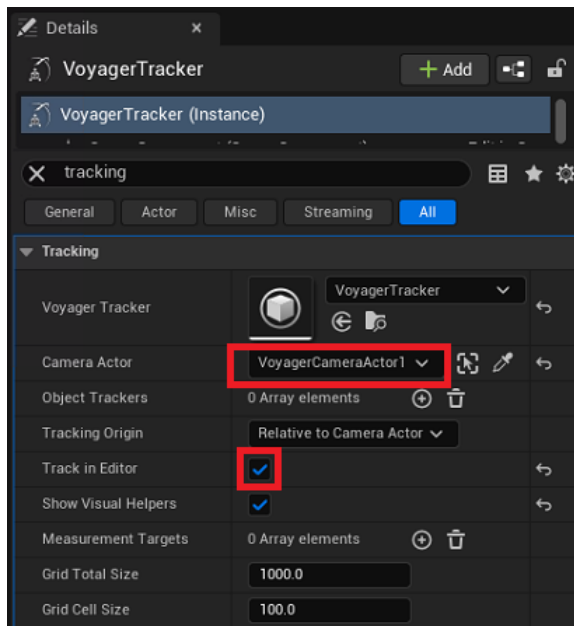 Details
VoyagerTracker
Add
VoyagerTracker (Instance)
tracking
General Actor Misc Streaming All
Tracking
Voyager Tracker VoyagerTracker
Camera Actor VoyagerCameraActor1
Object Trackers 0 Array elements
Tracking Origin Relative to Camera Actor
Track in Editor
Show Visual Helpers
Measurement Targets 0 Array elements
Grid Total Size 1000.0
Grid Cell Size 100.0